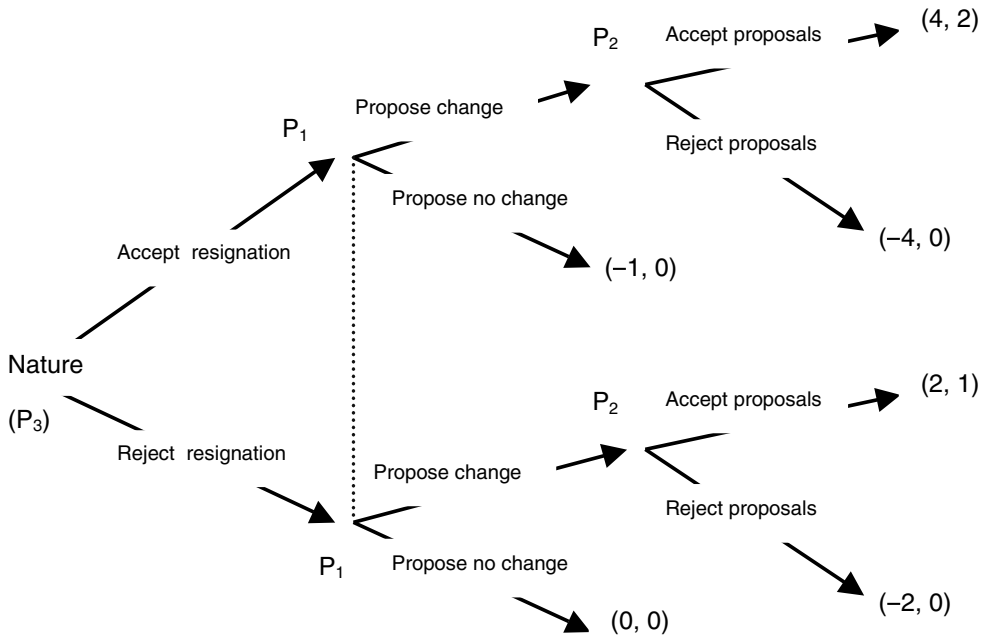 P2
Accept proposals
(4, 2)
Propose change
P1
Reject proposals
Propose no change
(−4, 0)
Accept resignation
(−1, 0)
Nature
(P3)
P2
Accept proposals
(2, 1)
Reject resignation
Propose change
Reject proposals
P1
Propose no change
(−2, 0)
(0, 0)